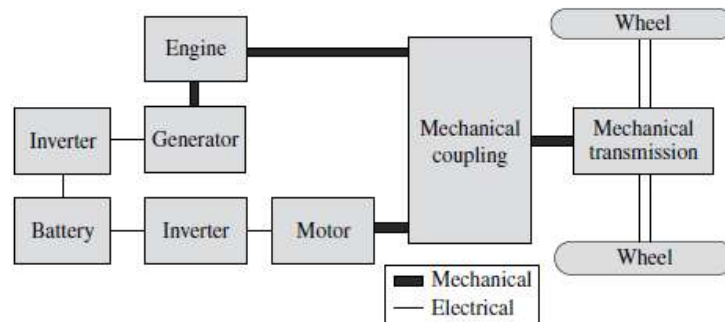 Wheel
Engine
Inverter
Generator
Mechanical
coupling
Mechanical
transmission
Battery
Inverter
Motor
Wheel
Mechanical
Electrical